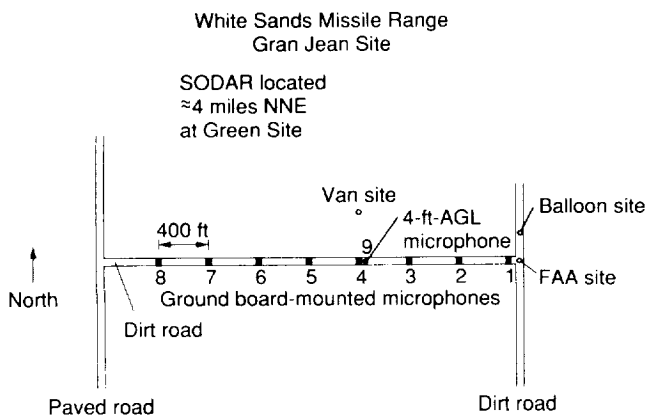 White Sands Missile Range
Gran Jean Site
SODAR located
≈4 miles NNE
at Green Site
Van site
4-ft-AGL
microphone
Balloon site
400 ft
9
8
7
6
5
4
3
2
1
FAA site
North
Ground board-mounted microphones
Dirt road
Paved road
Dirt road